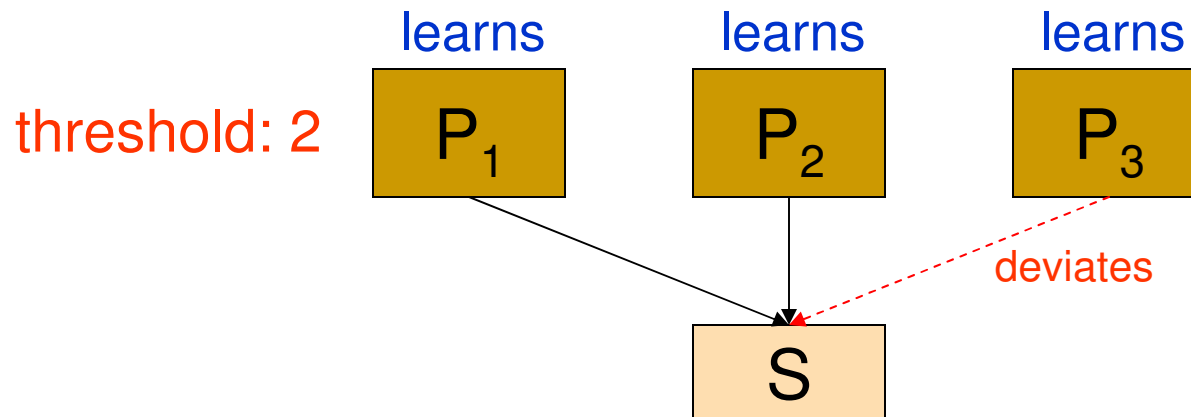 learns learns learns
threshold: 2 P₁ P₂ P₃
deviates
S